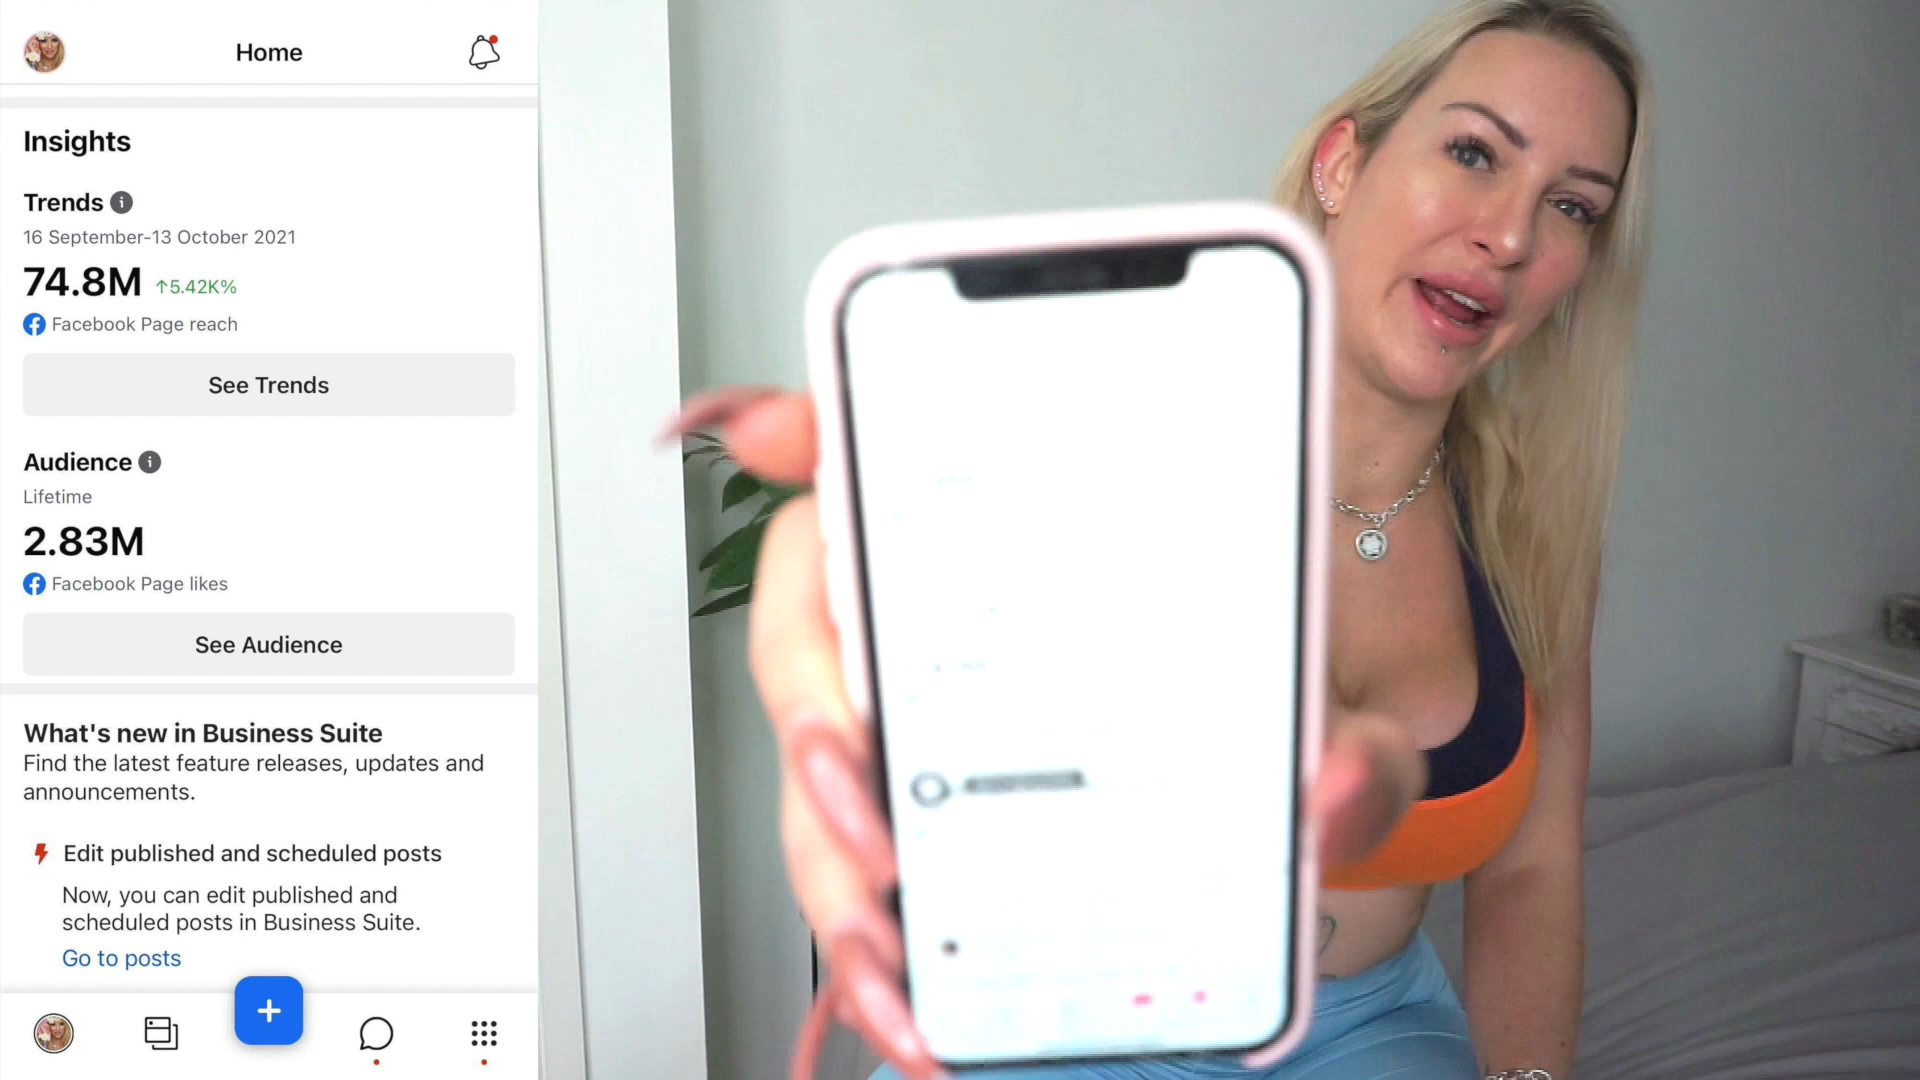 Home
Insights
Trends
16 September-13 October 2021
74.8M ↑5.42K%
Facebook Page reach
See Trends
Audience
Lifetime
2.83M
Facebook Page likes
See Audience
What's new in Business Suite
Find the latest feature releases, updates and
announcements.
Edit published and scheduled posts
Now, you can edit published and
scheduled posts in Business Suite.
Go to posts